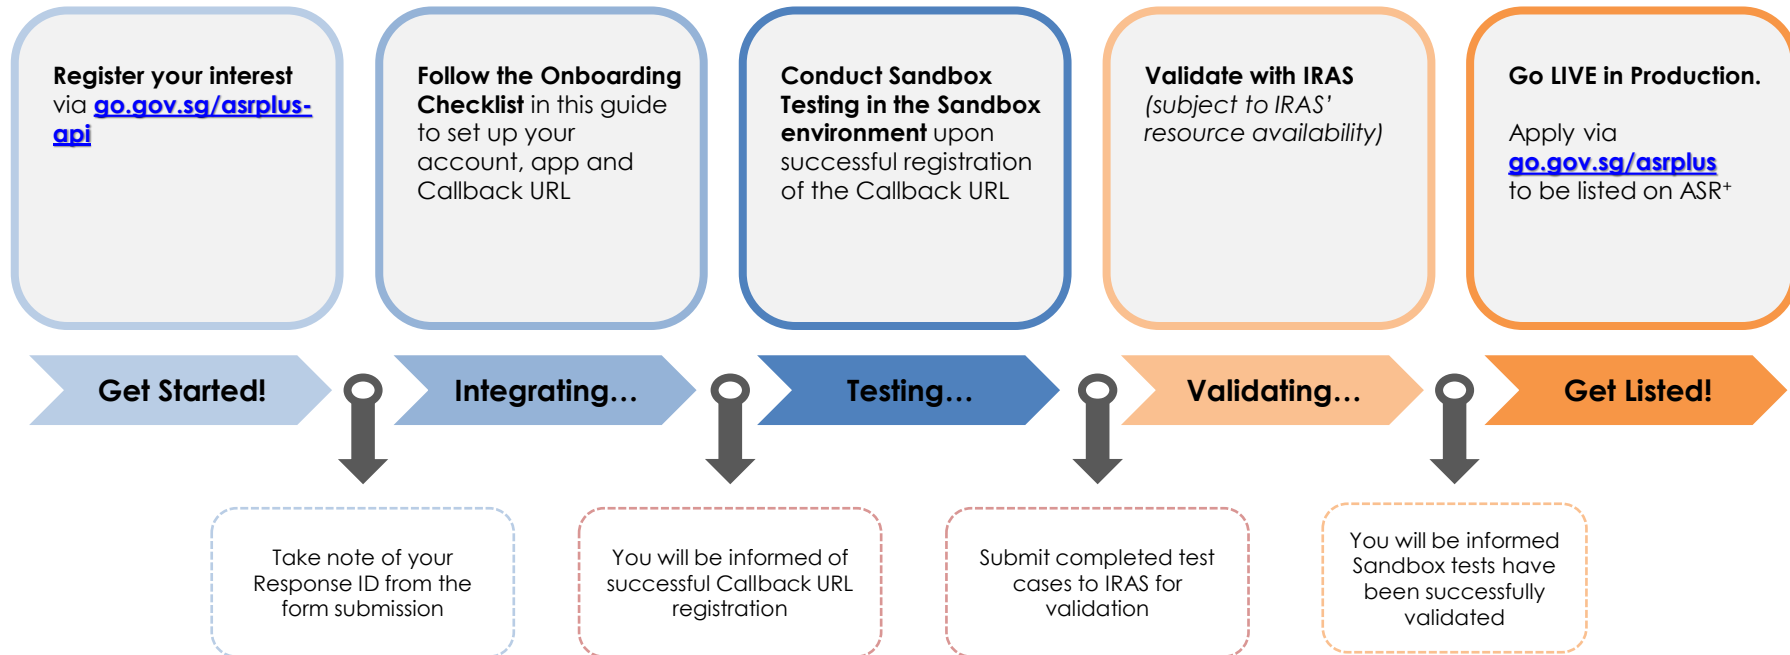 Register your interest
via go.gov.sg/asrplus-
api
Follow the Onboarding
Checklist in this guide
to set up your
account, app and
Callback URL
Conduct Sandbox
Testing in the Sandbox
environment upon
successful registration
of the Callback URL
Validate with IRAS
(subject to IRAS'
resource availability)
Go LIVE in Production.
Apply via
go.gov.sg/asrplus
to be listed on ASR⁺
Get Started!
Integrating...
Testing...
Validating...
Get Listed!
Take note of your
Response ID from the
form submission
You will be informed of
successful Callback URL
registration
Submit completed test
cases to IRAS for
validation
You will be informed
Sandbox tests have
been successfully
validated